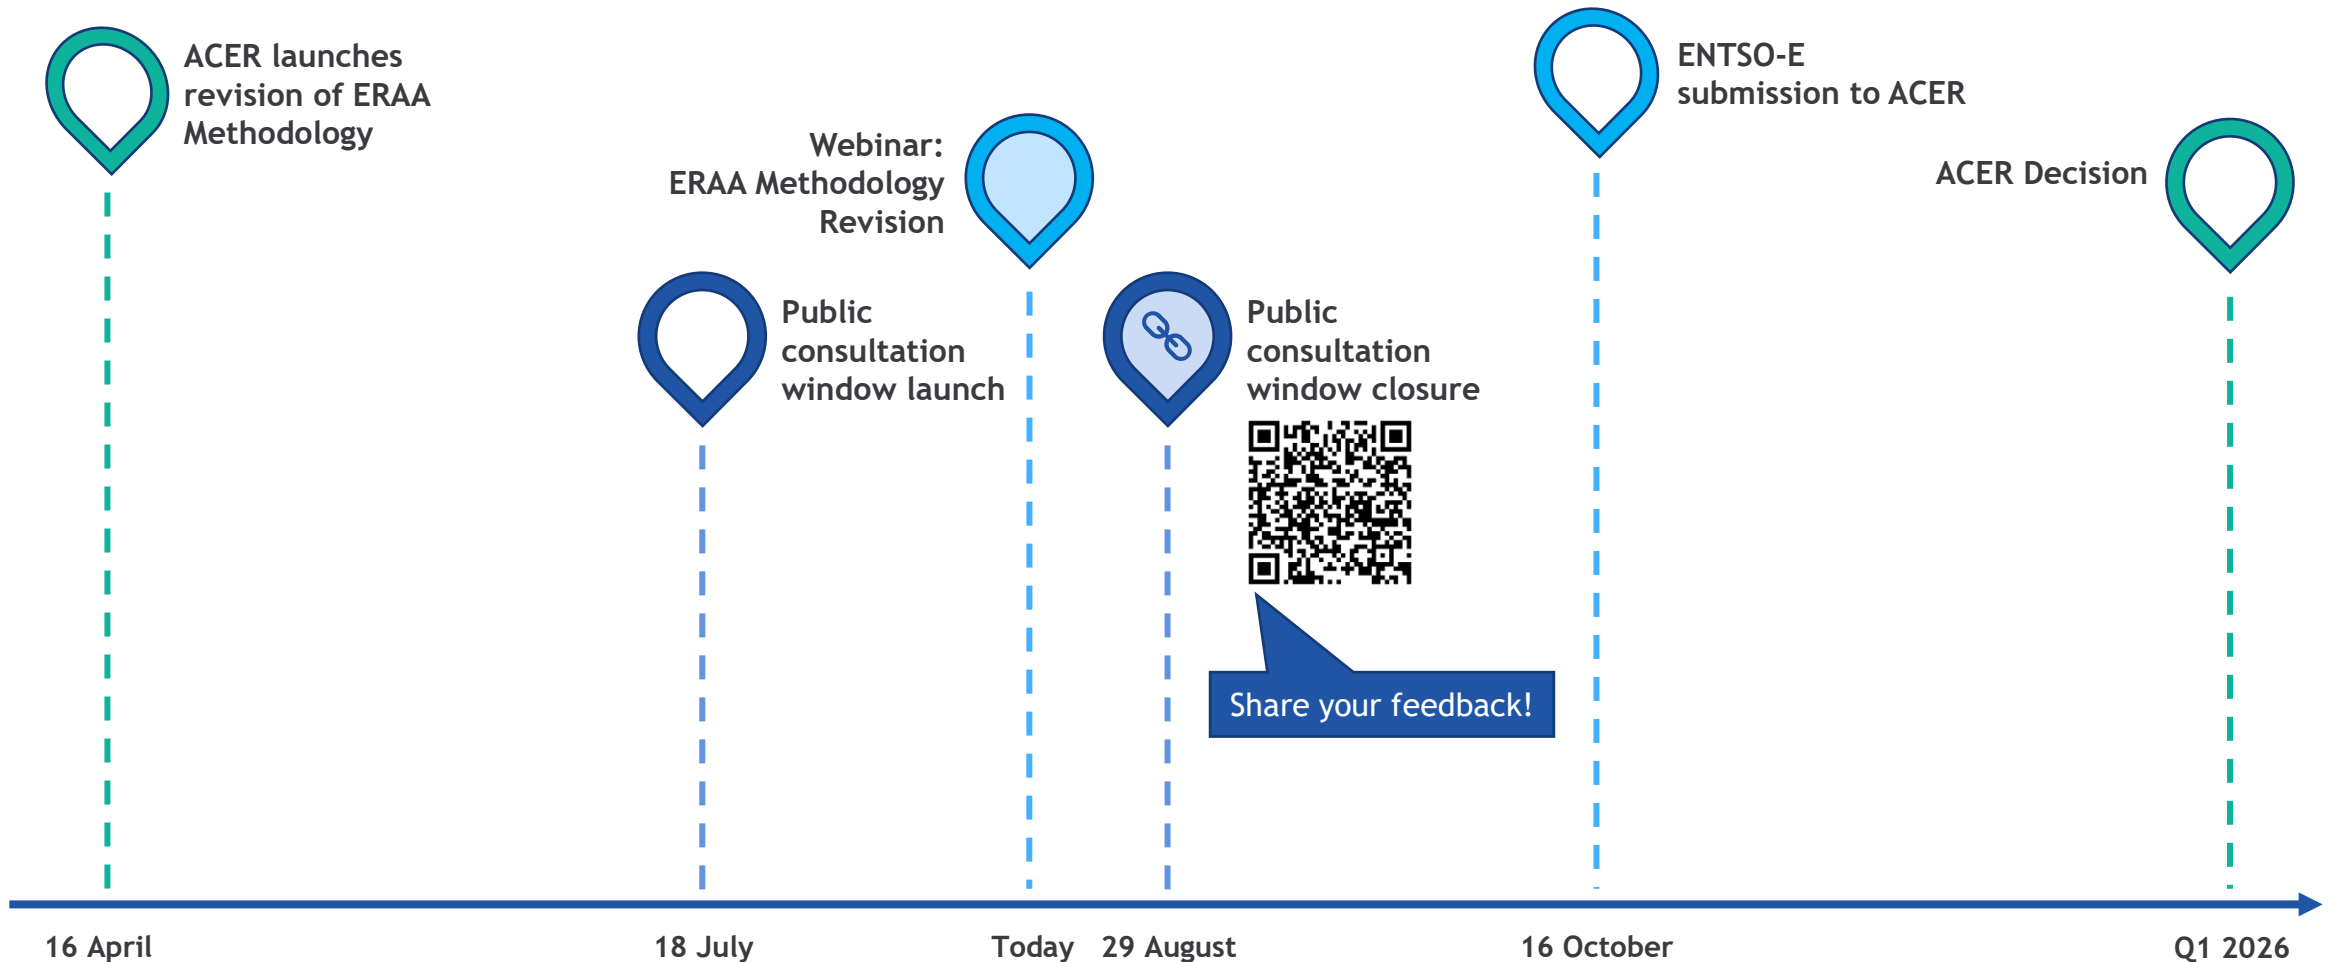 ACER launches
revision of ERAA
Methodology
Webinar:
ERAA Methodology
Revision
ENTSO-E
submission to ACER
ACER Decision
Public
consultation
window launch
Public
consultation
window closure
Share your feedback!
16 April
18 July
Today
29 August
16 October
Q1 2026